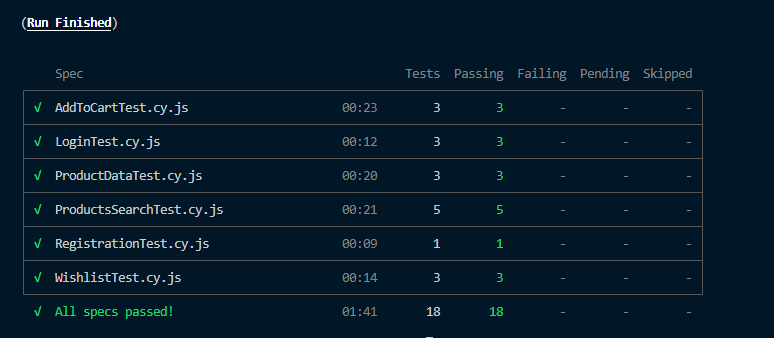 (Run Finished)
Spec Tests Passing Failing Pending Skipped
√ AddToCartTest.cy.js 00:23 3 3 - - -
√ LoginTest.cy.js 00:12 3 3 - - -
√ ProductDataTest.cy.js 00:20 3 3 - - -
√ ProductsSearchTest.cy.js 00:21 5 5 - - -
√ RegistrationTest.cy.js 00:09 1 1 - - -
√ WishlistTest.cy.js 00:14 3 3 - - -
√ All specs passed! 01:41 18 18 - - -